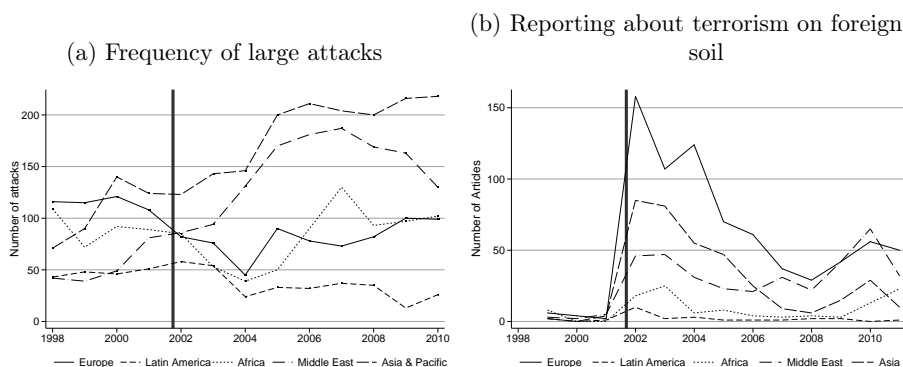 (a) Frequency of large attacks
(b) Reporting about terrorism on foreign
soil
Number of attacks
200
150
100
50
0
1998 2000 2002 2004 2006 2008 2010
Europe Latin America Africa Middle East Asia & Pacific
Number of Articles
150
100
50
0
1998 2000 2002 2004 2006 2008 2010
Europe Latin America Africa Middle East Asia